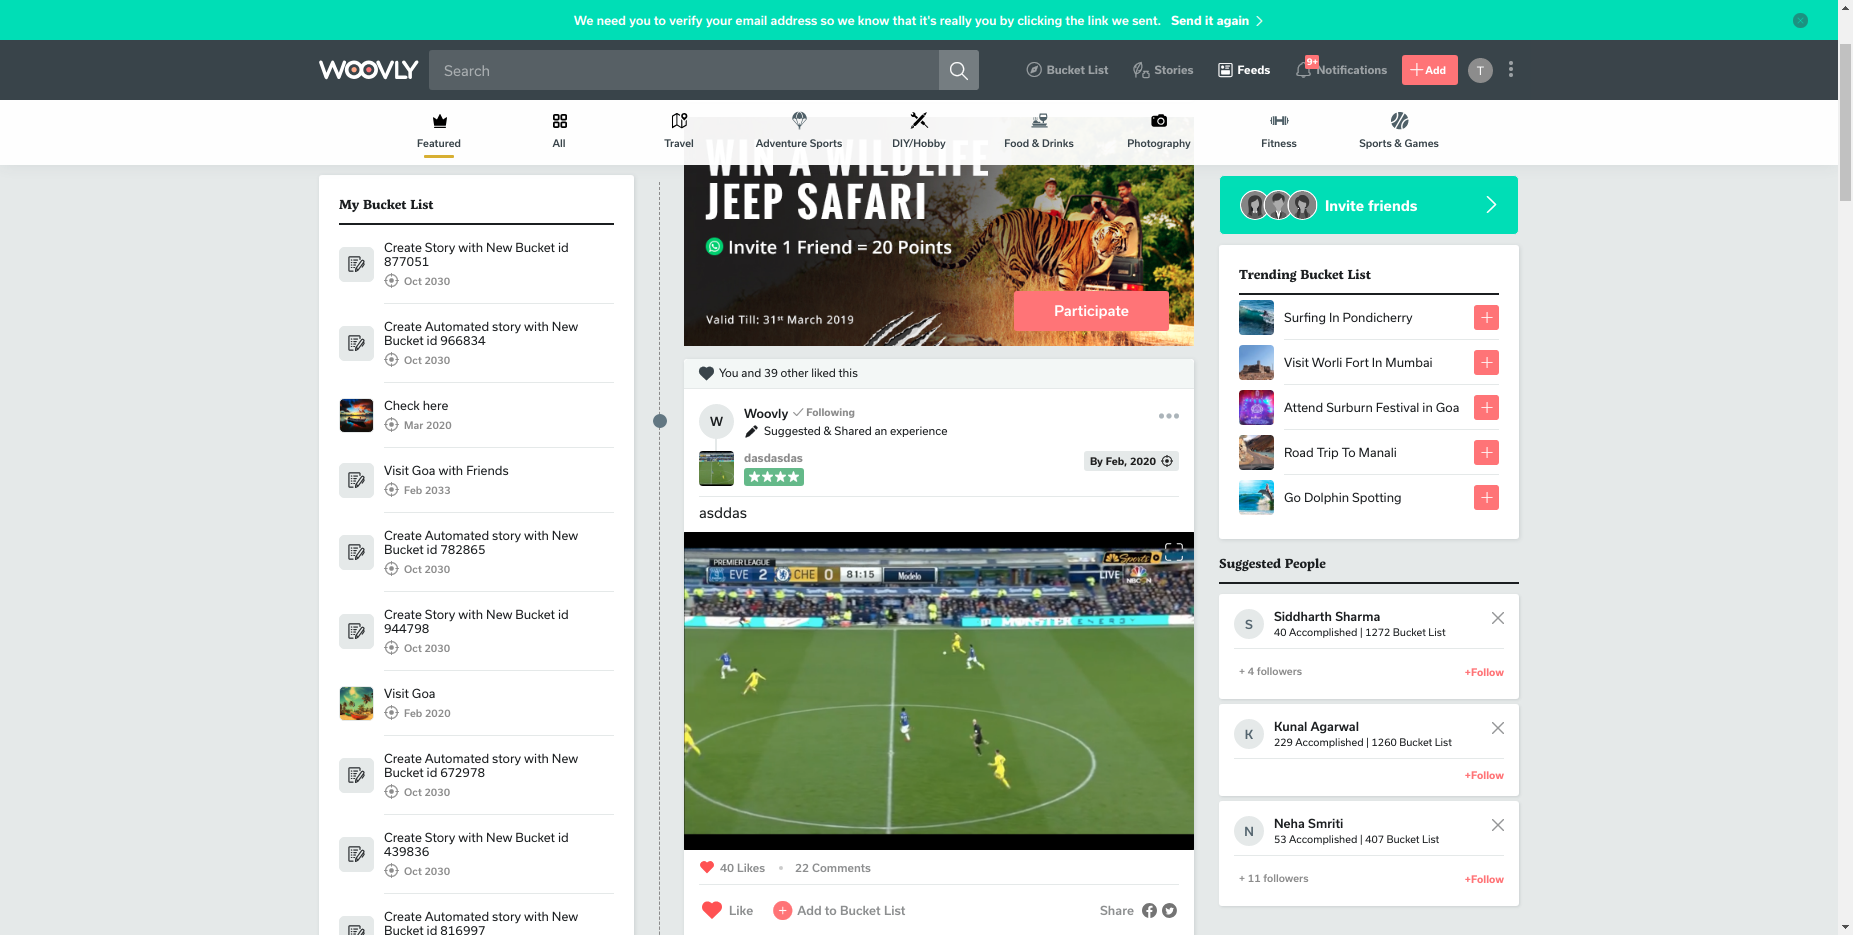 We need you to verify your email address so we know that it's really you by clicking the link we sent. Send it again
WOOVLY
Search
Bucket List
Stories
Feeds
9+
Notifications
Add
T
Featured
All
Travel
Adventure Sports
DIY/Hobby
Food & Drinks
Photography
Fitness
Sports & Games
My Bucket List
Create Story with New Bucket id
877051
Oct 2030
Create Automated story with New
Bucket id 966834
Oct 2030
Check here
Mar 2020
Visit Goa with Friends
Feb 2033
Create Automated story with New
Bucket id 782865
Oct 2030
Create Story with New Bucket id
944798
Oct 2030
Visit Goa
Feb 2020
Create Automated story with New
Bucket id 672978
Oct 2030
Create Story with New Bucket id
439836
Oct 2030
Create Automated story with New
Bucket id 816997
WIN A WILDLIFE
JEEP SAFARI
Invite 1 Friend = 20 Points
Participate
Valid Till: 31st March 2019
You and 39 other liked this
W
Woovly
Following
Suggested & Shared an experience
dasdasdas
By Feb, 2020
asddas
PREMIER LEAGUE
EVE 2 CHE 0 81:15 Modelo
Sports
LIVE
NBCSN
MONSTER ENERGY
40 Likes
22 Comments
Like
Add to Bucket List
Share
Invite friends
Trending Bucket List
Surfing In Pondicherry
Visit Worli Fort In Mumbai
Attend Surburn Festival in Goa
Road Trip To Manali
Go Dolphin Spotting
Suggested People
S
Siddharth Sharma
40 Accomplished | 1272 Bucket List
+ 4 followers
+Follow
K
Kunal Agarwal
229 Accomplished | 1260 Bucket List
+Follow
N
Neha Smriti
53 Accomplished | 407 Bucket List
+ 11 followers
+Follow